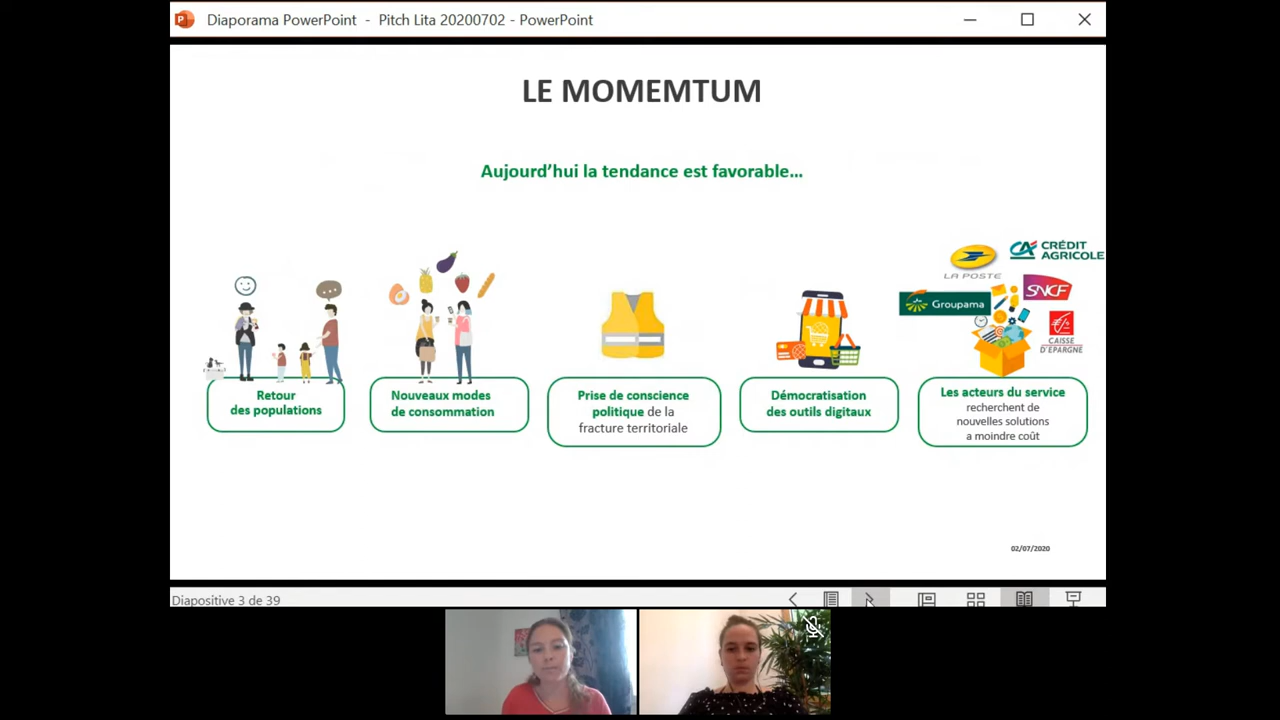 Diaporama PowerPoint - Pitch Lita 20200702 - PowerPoint
LE MOMEMTUM
Aujourd'hui la tendance est favorable...
LA POSTE
CRÉDIT
AGRICOLE
SNCF
Groupama
CAISSE
D'EPARGNE
Retour
des populations
Nouveaux modes
de consommation
Prise de conscience
politique de la
fracture territoriale
Démocratisation
des outils digitaux
Les acteurs du service
recherchent de
nouvelles solutions
a moindre coût
02/07/2020
Diapositive 3 de 39